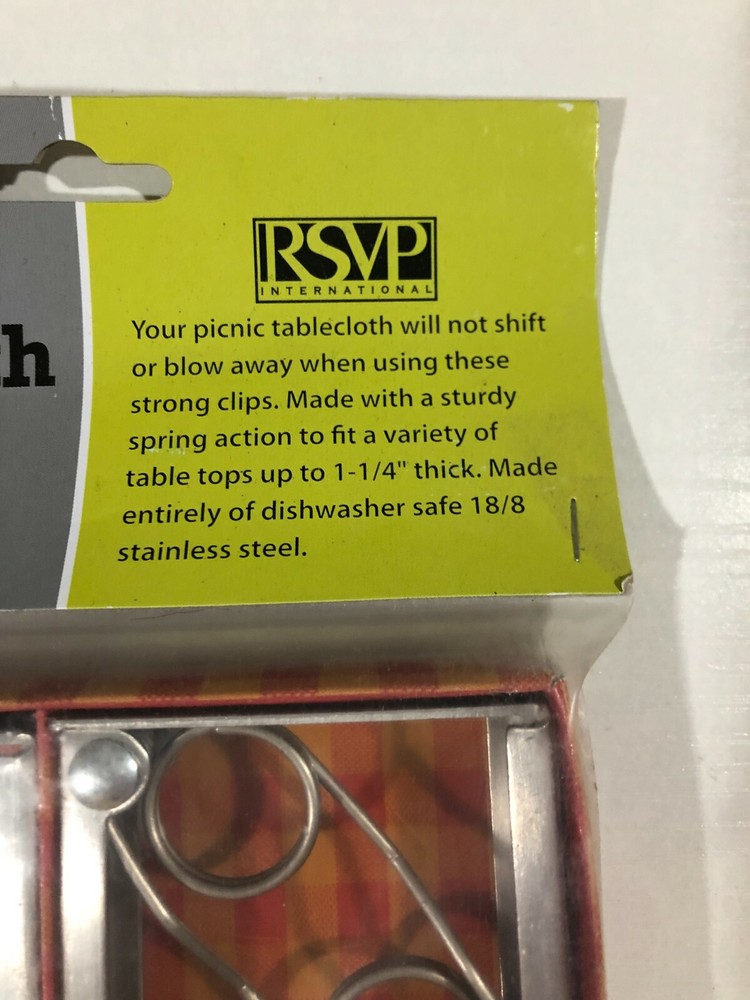 RSVP
INTERNATIONAL
Your picnic tablecloth will not shift
or blow away when using these
strong clips. Made with a sturdy
spring action to fit a variety of
table tops up to 1-1/4" thick. Made
entirely of dishwasher safe 18/8
stainless steel.